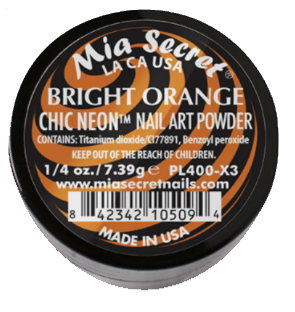 Mia Secret®
LA CA USA
BRIGHT ORANGE
CHIC NEON™ NAIL ART POWDER
CONTAINS: Titanium dioxide/CI77891, Benzoyl peroxide
KEEP OUT OF THE REACH OF CHILDREN.
1/4 oz./7.39g ℮ PL400-X3
www.miasecretnails.com
8 42342 10509 4
MADE IN USA